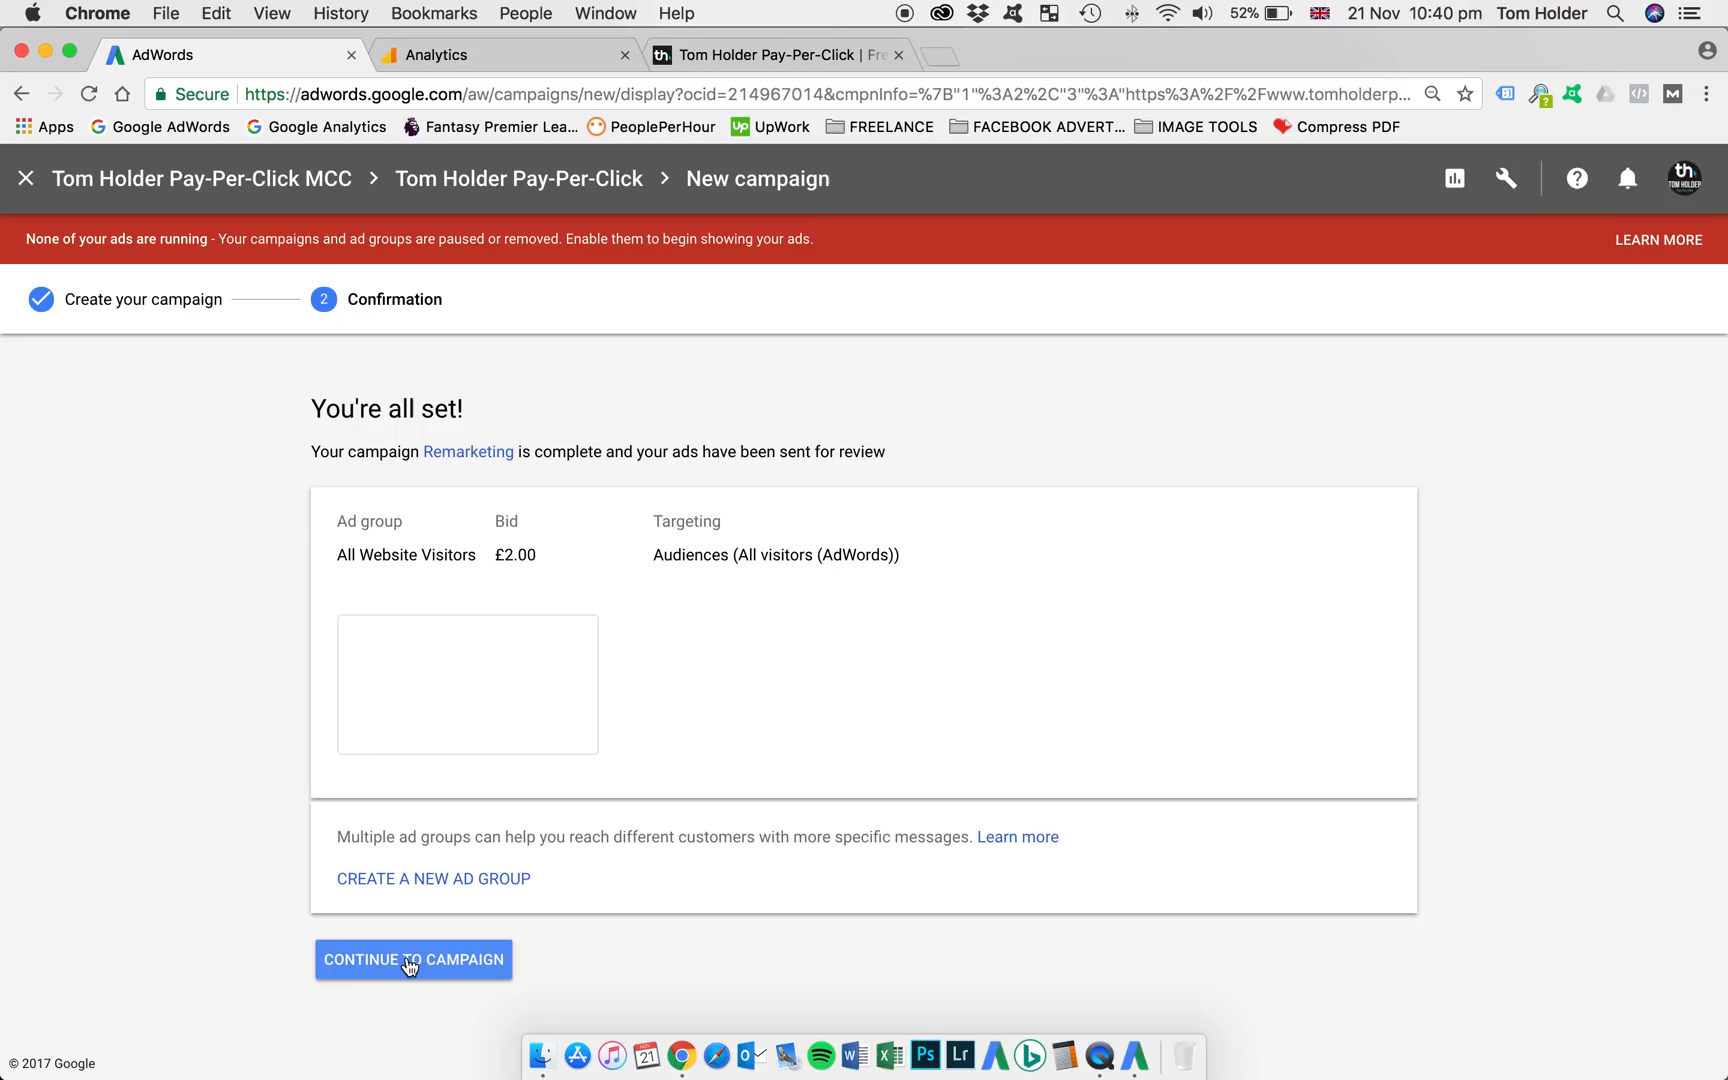 Chrome File Edit View History Bookmarks People Window Help 52% 21 Nov 10:40 pm Tom Holder
AdWords Analytics Tom Holder Pay-Per-Click | Fre
Secure https://adwords.google.com/aw/campaigns/new/display?ocid=214967014&cmpnInfo=%7B"1"%3A2%2C"3"%3A"https%3A%2F%2Fwww.tomholderp...
Apps Google AdWords Google Analytics Fantasy Premier Lea... PeoplePerHour UpWork FREELANCE FACEBOOK ADVERT... IMAGE TOOLS Compress PDF
Tom Holder Pay-Per-Click MCC > Tom Holder Pay-Per-Click > New campaign
None of your ads are running - Your campaigns and ad groups are paused or removed. Enable them to begin showing your ads. LEARN MORE
Create your campaign 2 Confirmation
You're all set!
Your campaign Remarketing is complete and your ads have been sent for review
Ad group Bid Targeting
All Website Visitors £2.00 Audiences (All visitors (AdWords))
Multiple ad groups can help you reach different customers with more specific messages. Learn more
CREATE A NEW AD GROUP
CONTINUE TO CAMPAIGN
© 2017 Google